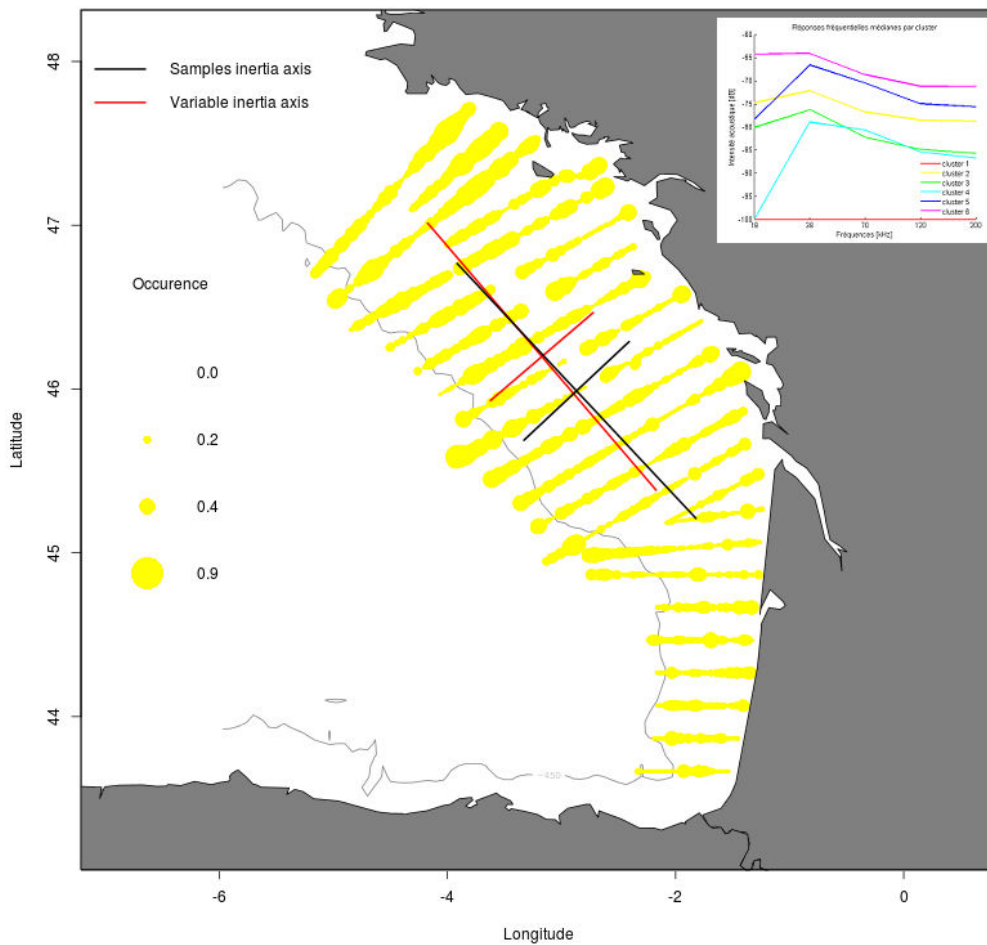 Samples inertia axis
Variable inertia axis
Occurence
0.0
0.2
0.4
0.9
Latitude
48
47
46
45
44
-6
-4
-2
0
Longitude
-450
Réponses fréquentielles médianes par cluster
Intensité acoustique [dB]
-60
-65
-70
-75
-80
-85
-90
-95
-100
18
38
70
120
200
Fréquences [kHz]
cluster 1
cluster 2
cluster 3
cluster 4
cluster 5
cluster 6